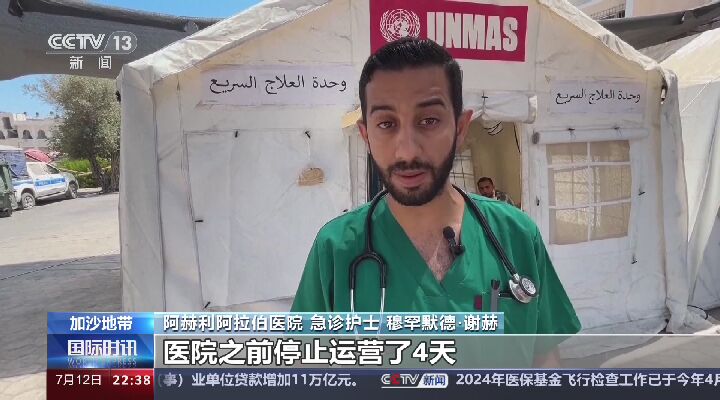 CCTV 13
新闻
UNMAS
وحدة العلاج السريع
وحدة العلاج السريع
加沙地带
阿赫利阿拉伯医院 急诊护士 穆罕默德·谢赫
国际时讯
医院之前停止运营了4天
7月12日 22:38
事）业单位贷款增加11万亿元。 CCTV 新闻 2024年医保基金飞行检查工作已于今年4月